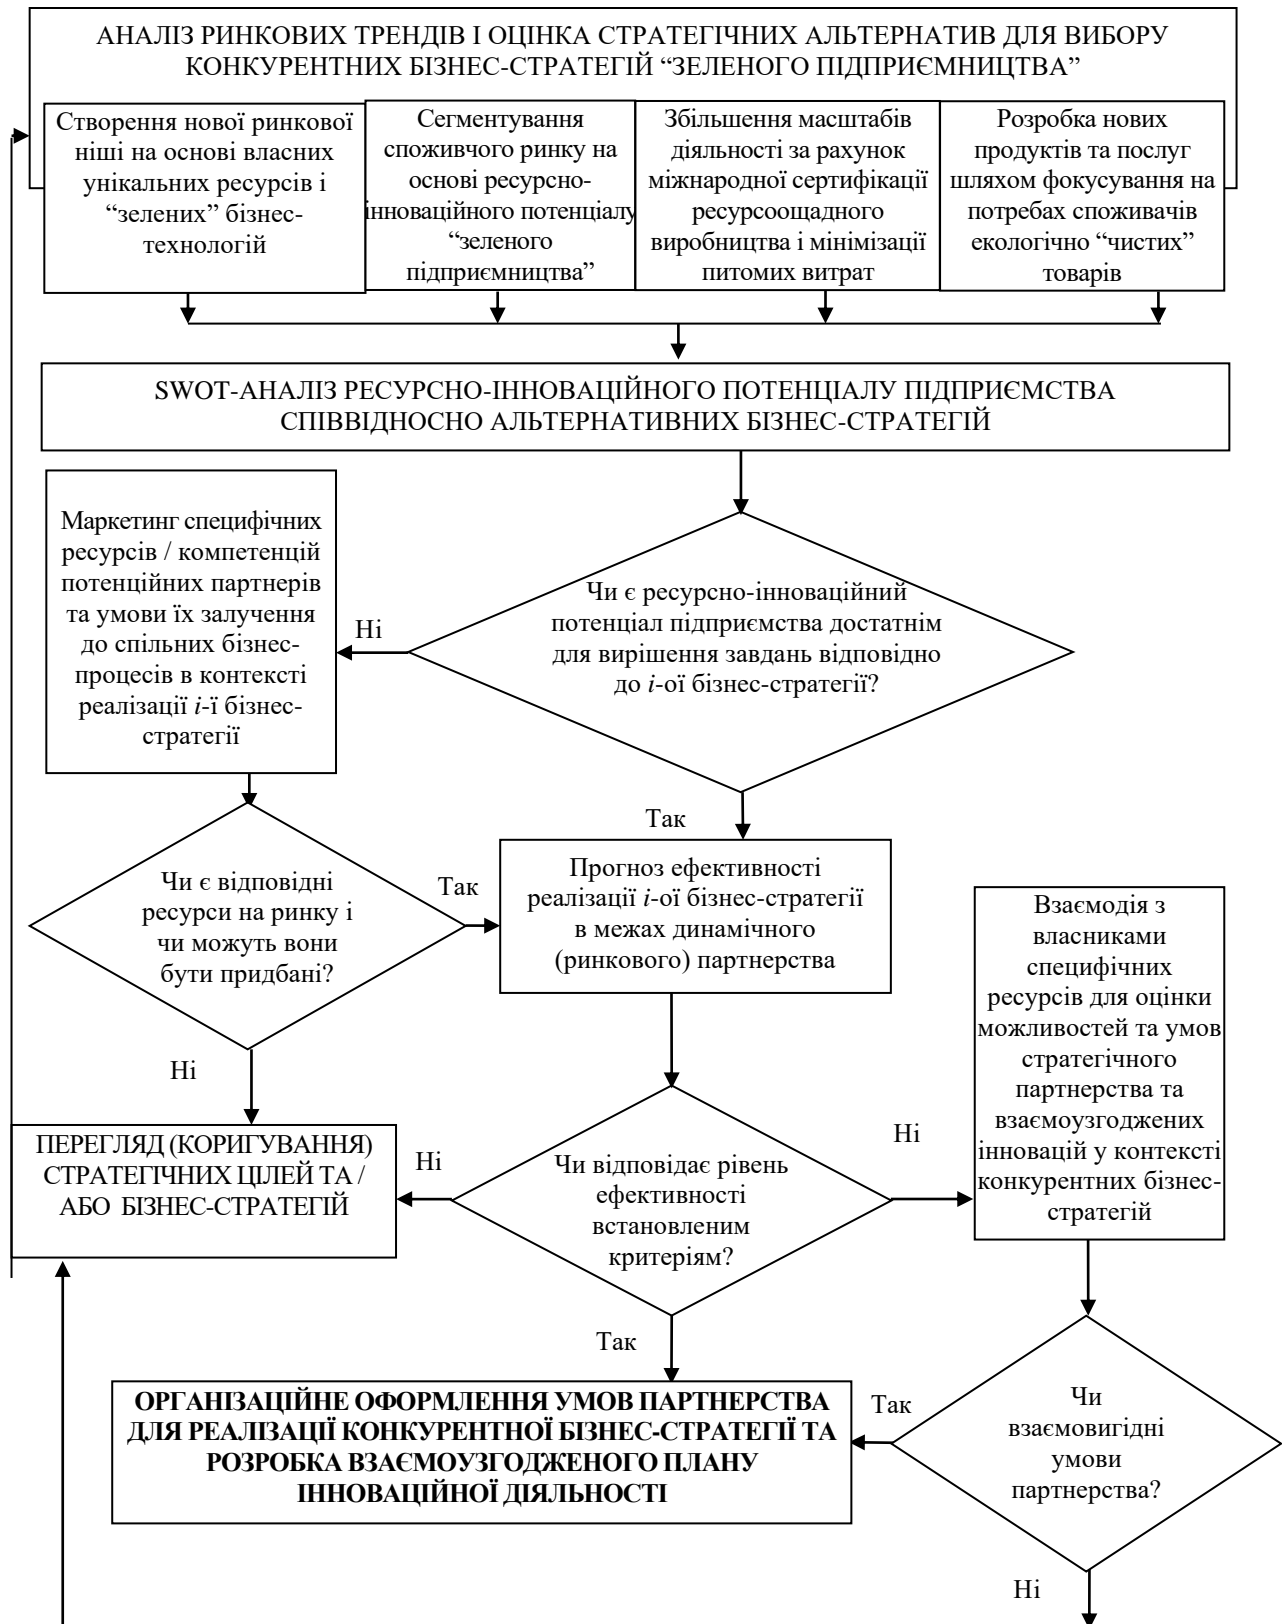 АНАЛІЗ РИНКОВИХ ТРЕНДІВ І ОЦІНКА СТРАТЕГІЧНИХ АЛЬТЕРНАТИВ ДЛЯ ВИБОРУ
КОНКУРЕНТНИХ БІЗНЕС-СТРАТЕГІЙ “ЗЕЛЕНОГО ПІДПРИЄМНИЦТВА”
Створення нової ринкової
ніші на основі власних
унікальних ресурсів і
“зелених” бізнес-
технологій
Сегментування
споживчого ринку на
основі ресурсно-
інноваційного потенціалу
“зеленого
підприємництва”
Збільшення масштабів
діяльності за рахунок
міжнародної сертифікації
ресурсоощадного
виробництва і мінімізації
питомих витрат
Розробка нових
продуктів та послуг
шляхом фокусування на
потребах споживачів
екологічно “чистих”
товарів
SWOT-АНАЛІЗ РЕСУРСНО-ІННОВАЦІЙНОГО ПОТЕНЦІАЛУ ПІДПРИЄМСТВА
СПІВВІДНОСНО АЛЬТЕРНАТИВНИХ БІЗНЕС-СТРАТЕГІЙ
Маркетинг специфічних
ресурсів / компетенцій
потенційних партнерів
та умови їх залучення
до спільних бізнес-
процесів в контексті
реалізації і-ї бізнес-
стратегії
Ні
Чи є ресурсно-інноваційний
потенціал підприємства достатнім
для вирішення завдань відповідно
до і-ої бізнес-стратегії?
Так
Чи є відповідні
ресурси на ринку і
чи можуть вони
бути придбані?
Так
Прогноз ефективності
реалізації і-ої бізнес-стратегії
в межах динамічного
(ринкового) партнерства
Взаємодія з
власниками
специфічних
ресурсів для оцінки
можливостей та умов
стратегічного
партнерства та
взаємоузгоджених
інновацій у контексті
конкурентних бізнес-
стратегій
Ні
ПЕРЕГЛЯД (КОРИГУВАННЯ)
СТРАТЕГІЧНИХ ЦІЛЕЙ ТА /
АБО БІЗНЕС-СТРАТЕГІЙ
Ні
Чи відповідає рівень
ефективності
встановленим
критеріям?
Ні
Так
ОРГАНІЗАЦІЙНЕ ОФОРМЛЕННЯ УМОВ ПАРТНЕРСТВА
ДЛЯ РЕАЛІЗАЦІЇ КОНКУРЕНТНОЇ БІЗНЕС-СТРАТЕГІЇ ТА
РОЗРОБКА ВЗАЄМОУЗГОДЖЕНОГО ПЛАНУ
ІННОВАЦІЙНОЇ ДІЯЛЬНОСТІ
Так
Чи
взаємовигідні
умови
партнерства?
Ні